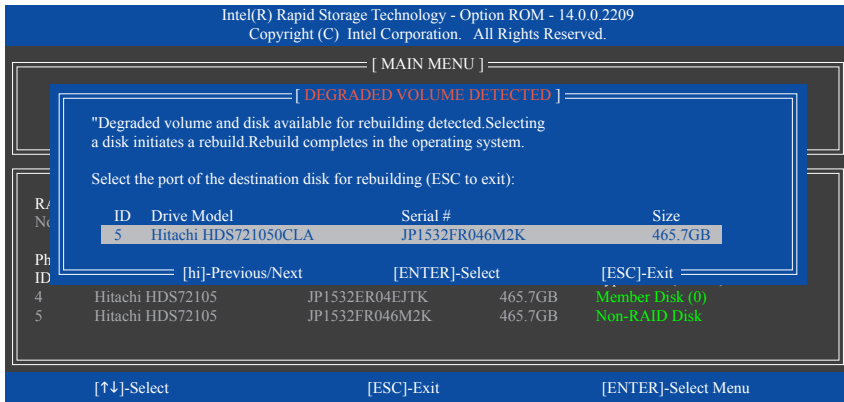 Intel(R) Rapid Storage Technology - Option ROM - 14.0.0.2209
Copyright (C) Intel Corporation. All Rights Reserved.
[ MAIN MENU ]
[ DEGRADED VOLUME DETECTED ]
"Degraded volume and disk available for rebuilding detected.Selecting
a disk initiates a rebuild.Rebuild completes in the operating system.
Select the port of the destination disk for rebuilding (ESC to exit):
ID Drive Model Serial # Size
5 Hitachi HDS721050CLA JP1532FR046M2K 465.7GB
[hi]-Previous/Next [ENTER]-Select [ESC]-Exit
ID
4 Hitachi HDS72105 JP1532ER04EJTK 465.7GB Member Disk (0)
5 Hitachi HDS72105 JP1532FR046M2K 465.7GB Non-RAID Disk
[↑↓]-Select [ESC]-Exit [ENTER]-Select Menu